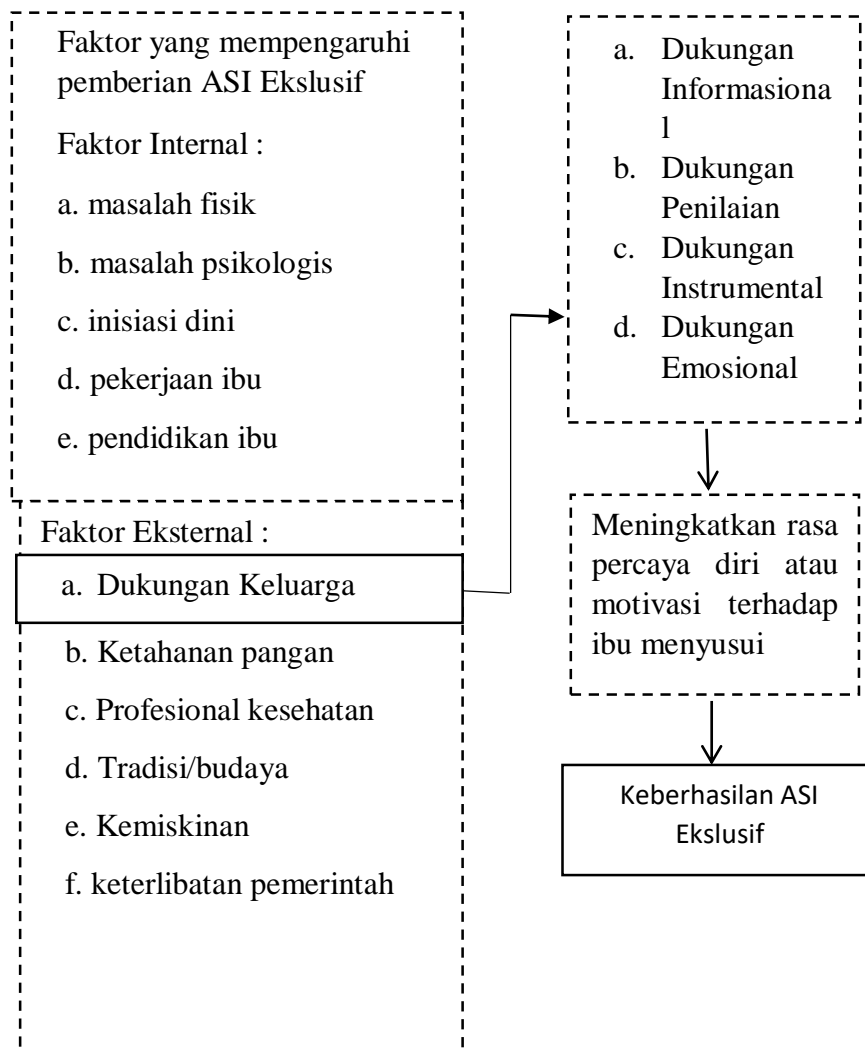 Faktor yang mempengaruhi
pemberian ASI Ekslusif
Faktor Internal :
a. masalah fisik
b. masalah psikologis
c. inisiasi dini
d. pekerjaan ibu
e. pendidikan ibu
Faktor Eksternal :
a. Dukungan Keluarga
b. Ketahanan pangan
c. Profesional kesehatan
d. Tradisi/budaya
e. Kemiskinan
f. keterlibatan pemerintah
a. Dukungan
Informasiona
l
b. Dukungan
Penilaian
c. Dukungan
Instrumental
d. Dukungan
Emosional
Meningkatkan rasa
percaya diri atau
motivasi terhadap
ibu menyusui
Keberhasilan ASI
Ekslusif